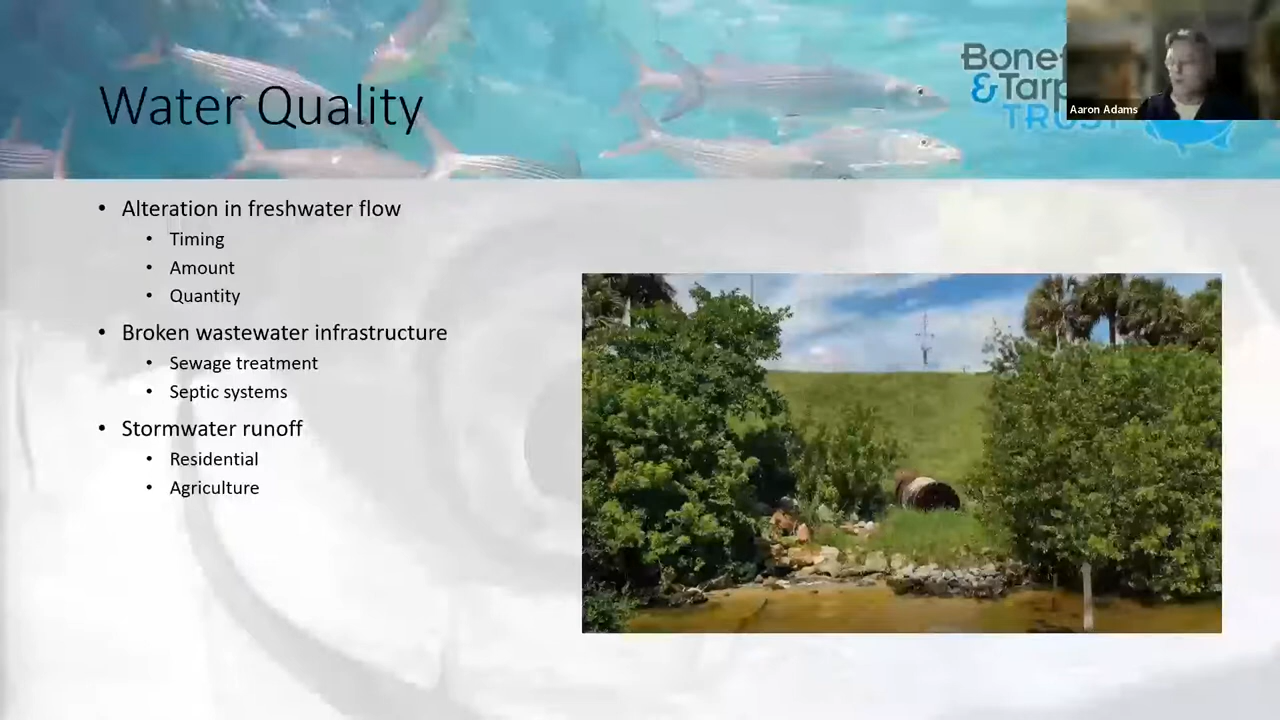 Water Quality
Bonef
& Tarp
TRUST
Aaron Adams
• Alteration in freshwater flow
• Timing
• Amount
• Quantity
• Broken wastewater infrastructure
• Sewage treatment
• Septic systems
• Stormwater runoff
• Residential
• Agriculture